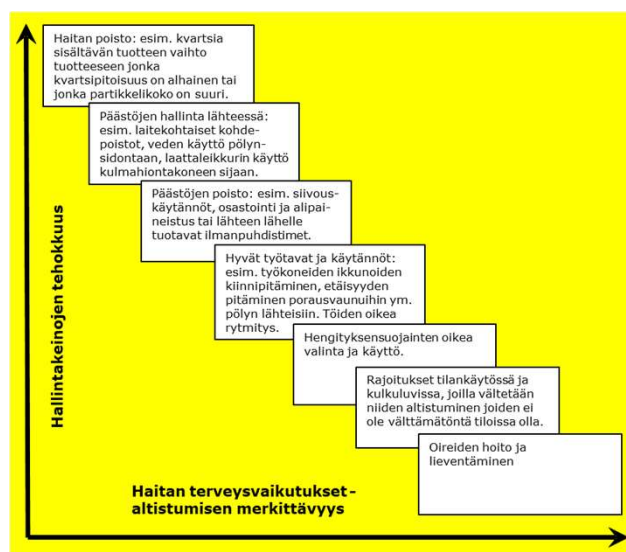 Haitan poisto: esim. kvartsia
sisältävän tuotteen vaihto
tuotteeseen jonka
kvartsipitoisuus on alhainen tai
jonka partikkelikoko on suuri.
Päästöjen hallinta lähteessä:
esim. laitekohtaiset kohde-
poistot, veden käyttö pölyn-
sidontaan, laattaleikkurin käyttö
kulmahiontakoneen sijaan.
Päästöjen poisto: esim. siivous-
käytännöt, osastointi ja alipai-
neistus tai lähteen lähelle
tuotavat ilmanpuhdistimet.
Hyvät työtavat ja käytännöt:
esim. työkoneiden ikkunoiden
kiinnipitäminen, etäisyyden
pitäminen porausvaunuihin ym.
pölyn lähteisiin. Töiden oikea
rytmitys.
Hengityksensuojainten oikea
valinta ja käyttö.
Rajoitukset tilankäytössä ja
kulkuluvissa, joilla vältetään
niiden altistuminen joiden ei
ole välttämätöntä tiloissa olla.
Oireiden hoito ja
lieventäminen
Hallintakeinojen tehokkuus
Haitan terveysvaikutukset-
altistumisen merkittävyys